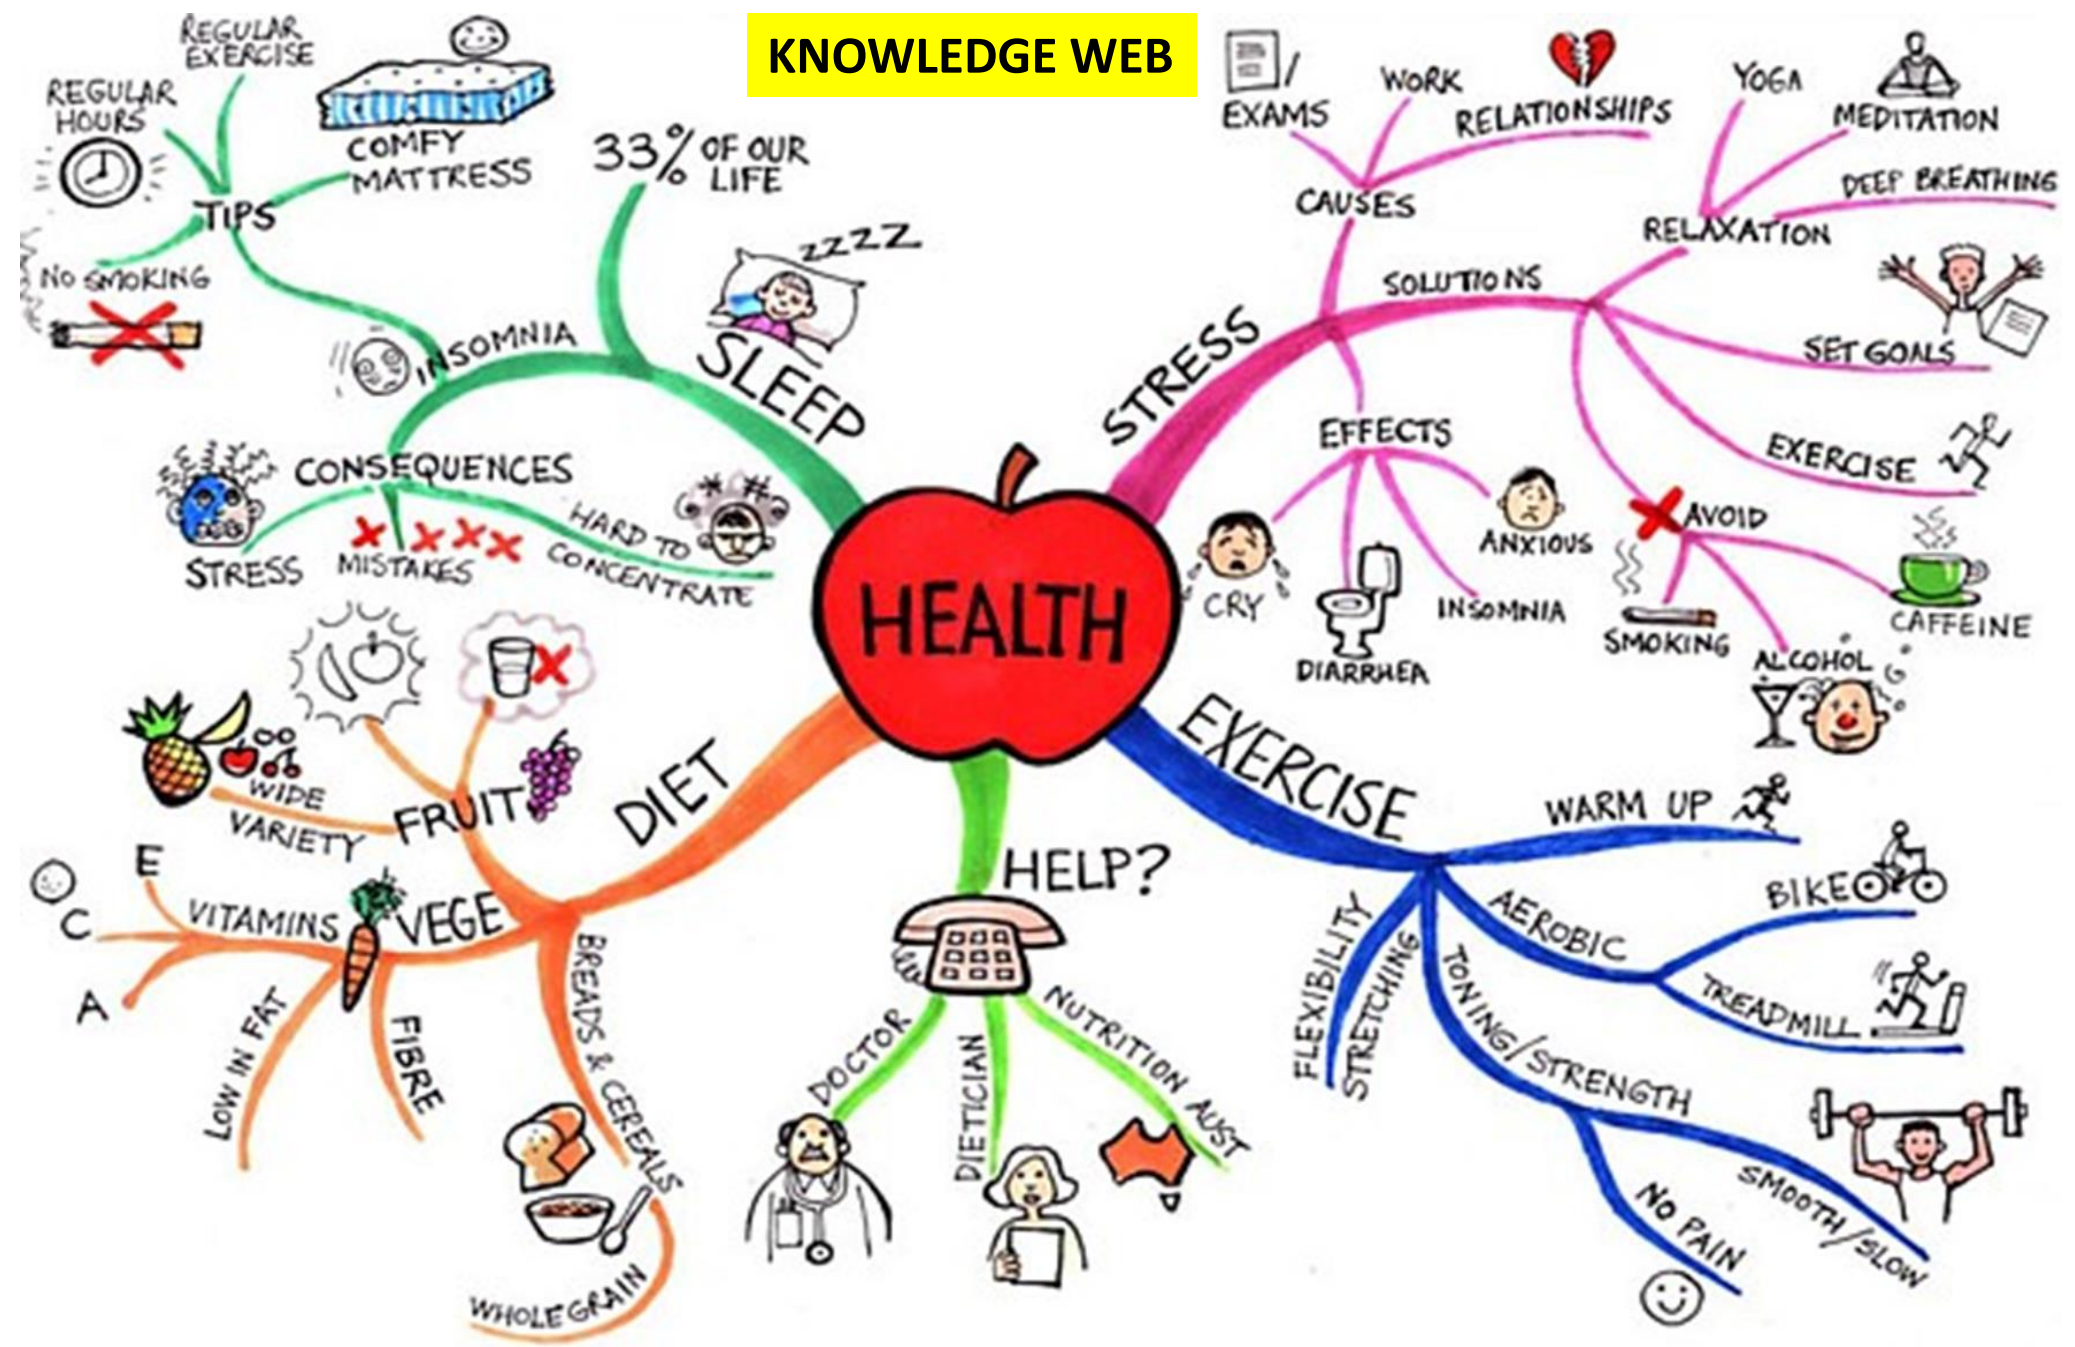 KNOWLEDGE WEB
HEALTH
SLEEP
33% OF OUR
LIFE
ZZZZ
INSOMNIA
TIPS
REGULAR
HOURS
REGULAR
EXERCISE
COMFY
MATTRESS
NO SMOKING
CONSEQUENCES
STRESS
MISTAKES
HARD TO
CONCENTRATE
STRESS
CAUSES
EXAMS
WORK
RELATIONSHIPS
SOLUTIONS
RELAXATION
YOGA
MEDITATION
DEEP BREATHING
SET GOALS
EXERCISE
AVOID
SMOKING
ALCOHOL
CAFFEINE
EFFECTS
CRY
DIARRHEA
INSOMNIA
ANXIOUS
DIET
FRUIT
WIDE
VARIETY
VEGE
VITAMINS
E
C
A
LOW IN FAT
FIBRE
BREADS & CEREALS
WHOLEGRAIN
HELP?
DOCTOR
DIETICIAN
NUTRITION AUST
EXERCISE
WARM UP
AEROBIC
BIKE
TREADMILL
TONING/STRENGTH
SMOOTH/SLOW
NO PAIN
FLEXIBILITY
STRETCHING